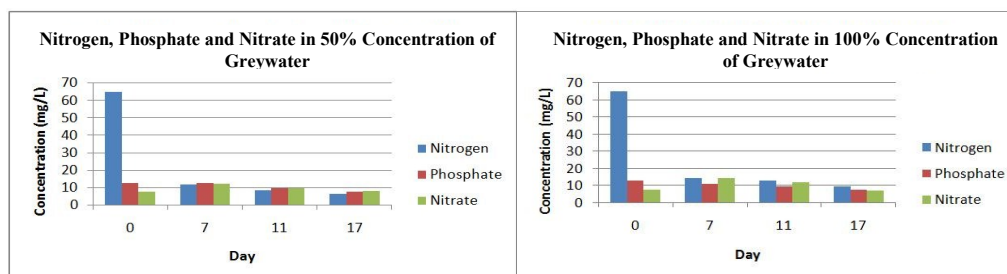 Nitrogen, Phosphate and Nitrate in 50% Concentration of
Greywater
Concentration (mg/L)
70
60
50
40
30
20
10
0
0 7 11 17
Day
Nitrogen
Phosphate
Nitrate
Nitrogen, Phosphate and Nitrate in 100% Concentration
of Greywater
Concentration (mg/L)
70
60
50
40
30
20
10
0
0 7 11 17
Day
Nitrogen
Phosphate
Nitrate